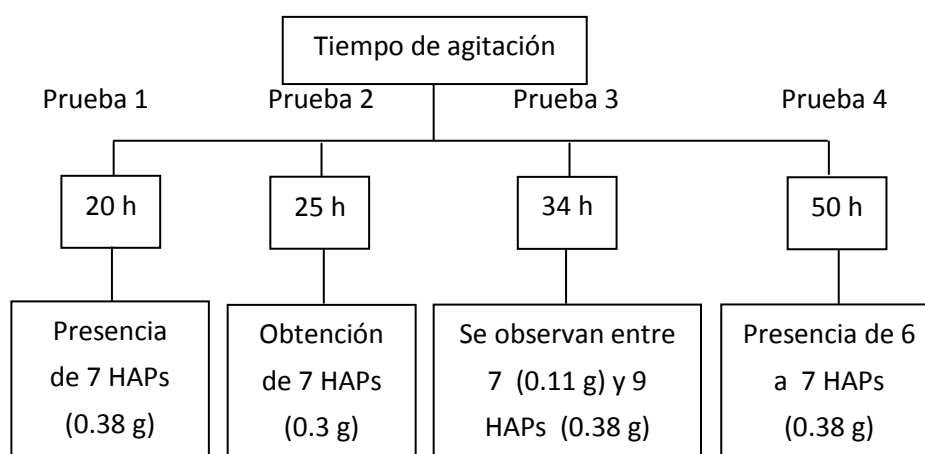 Tiempo de agitación
Prueba 1
Prueba 2
Prueba 3
Prueba 4
20 h
25 h
34 h
50 h
Presencia
de 7 HAPs
(0.38 g)
Obtención
de 7 HAPs
(0.3 g)
Se observan entre
7 (0.11 g) y 9
HAPs (0.38 g)
Presencia de 6
a 7 HAPs
(0.38 g)